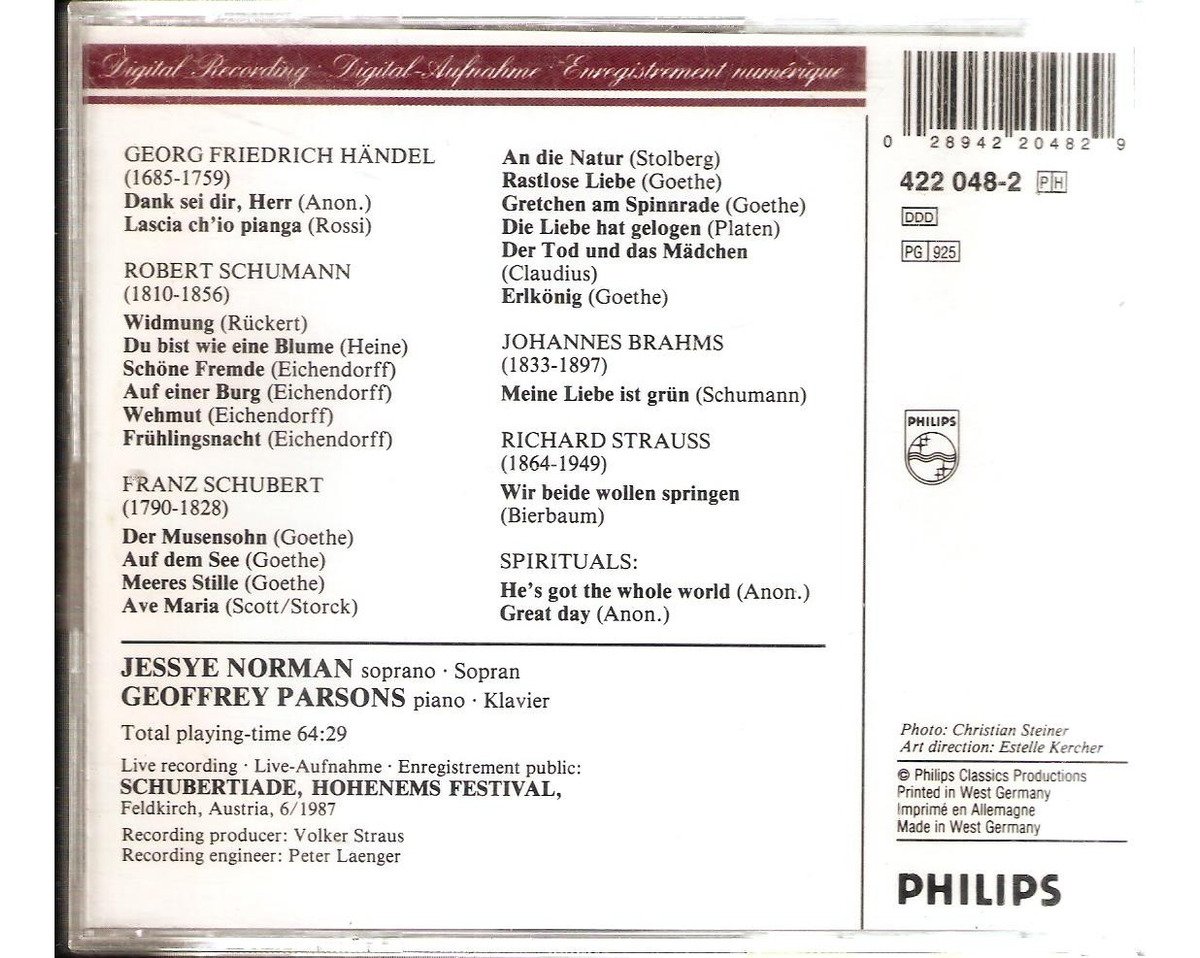 Digital Recording · Digital-Aufnahme · Enregistrement numérique
GEORG FRIEDRICH HÄNDEL
(1685-1759)
Dank sei dir, Herr (Anon.)
Lascia ch'io pianga (Rossi)
ROBERT SCHUMANN
(1810-1856)
Widmung (Rückert)
Du bist wie eine Blume (Heine)
Schöne Fremde (Eichendorff)
Auf einer Burg (Eichendorff)
Wehmut (Eichendorff)
Frühlingsnacht (Eichendorff)
FRANZ SCHUBERT
(1790-1828)
Der Musensohn (Goethe)
Auf dem See (Goethe)
Meeres Stille (Goethe)
Ave Maria (Scott/Storck)
An die Natur (Stolberg)
Rastlose Liebe (Goethe)
Gretchen am Spinnrade (Goethe)
Die Liebe hat gelogen (Platen)
Der Tod und das Mädchen
(Claudius)
Erlkönig (Goethe)
JOHANNES BRAHMS
(1833-1897)
Meine Liebe ist grün (Schumann)
RICHARD STRAUSS
(1864-1949)
Wir beide wollen springen
(Bierbaum)
SPIRITUALS:
He's got the whole world (Anon.)
Great day (Anon.)
JESSYE NORMAN soprano · Sopran
GEOFFREY PARSONS piano · Klavier
Total playing-time 64:29
Live recording · Live-Aufnahme · Enregistrement public:
SCHUBERTIADE, HOHENEMS FESTIVAL,
Feldkirch, Austria, 6/1987
Recording producer: Volker Straus
Recording engineer: Peter Laenger
0 28942 20482 9
422 048-2 PH
DDD
PG 925
PHILIPS
Photo: Christian Steiner
Art direction: Estelle Kercher
℗ Philips Classics Productions
Printed in West Germany
Imprimé en Allemagne
Made in West Germany
PHILIPS